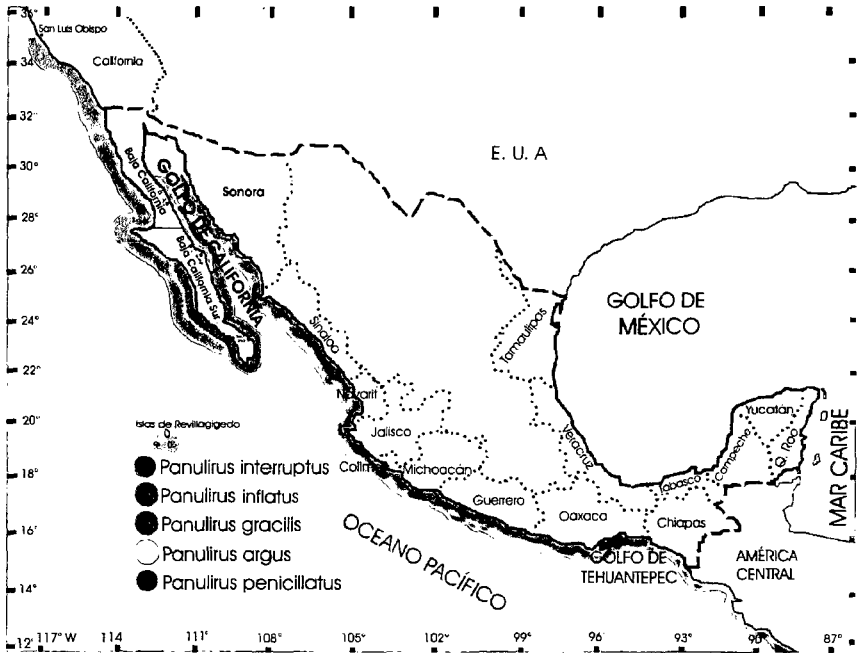 36°
San Luis Obispo
California
34°
32°
30°
28°
26°
24°
22°
20°
18°
16°
14°
12°
E. U. A
Baja California
GOLFO DE CALIFORNIA
Sonora
Baja California Sur
Sinaloa
Tamaulipas
GOLFO DE
MÉXICO
Nayarit
Islas de Revillagigedo
Jalisco
Colima
Michoacán
Guerrero
Veracruz
Oaxaca
Tabasco
Chiapas
Campeche
Yucatán
Q. Roo
MAR CARIBE
Panulirus interruptus
Panulirus inflatus
Panulirus gracilis
Panulirus argus
Panulirus penicillatus
OCEANO PACÍFICO
GOLFO DE
TEHUANTEPEC
AMÉRICA
CENTRAL
117° W 114 111° 108° 105° 102° 99° 96° 93° 90° 87°